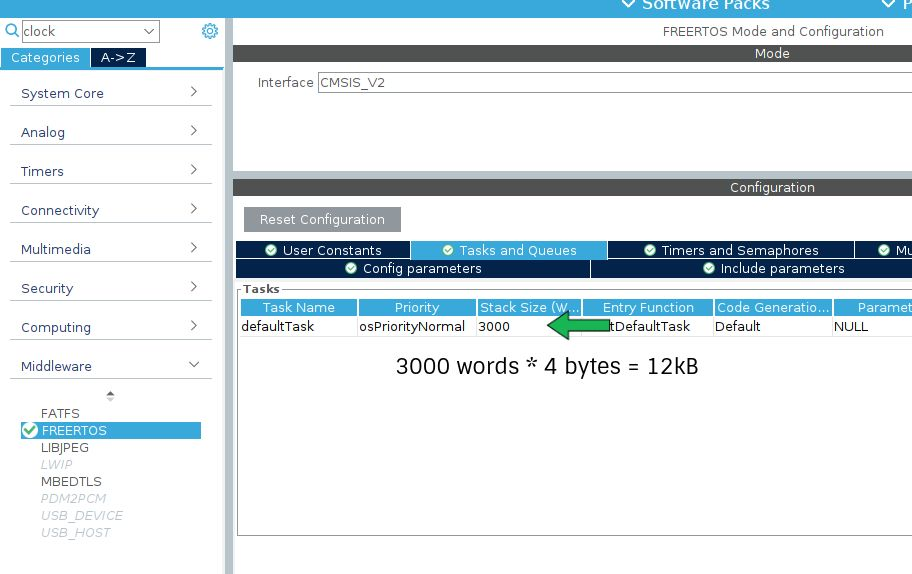 Software Packs
P
clock
FREERTOS Mode and Configuration
Categories
A->Z
Mode
System Core
Interface CMSIS_V2
Analog
Timers
Connectivity
Multimedia
Security
Computing
Middleware
FATFS
FREERTOS
LIBJPEG
LWIP
MBEDTLS
PDM2PCM
USB_DEVICE
USB_HOST
Configuration
Reset Configuration
User Constants
Tasks and Queues
Timers and Semaphores
Mu
Config parameters
Include parameters
Tasks
Task Name Priority Stack Size (W... Entry Function Code Generatio... Paramet
defaultTask osPriorityNormal 3000 tDefaultTask Default NULL
3000 words * 4 bytes = 12kB